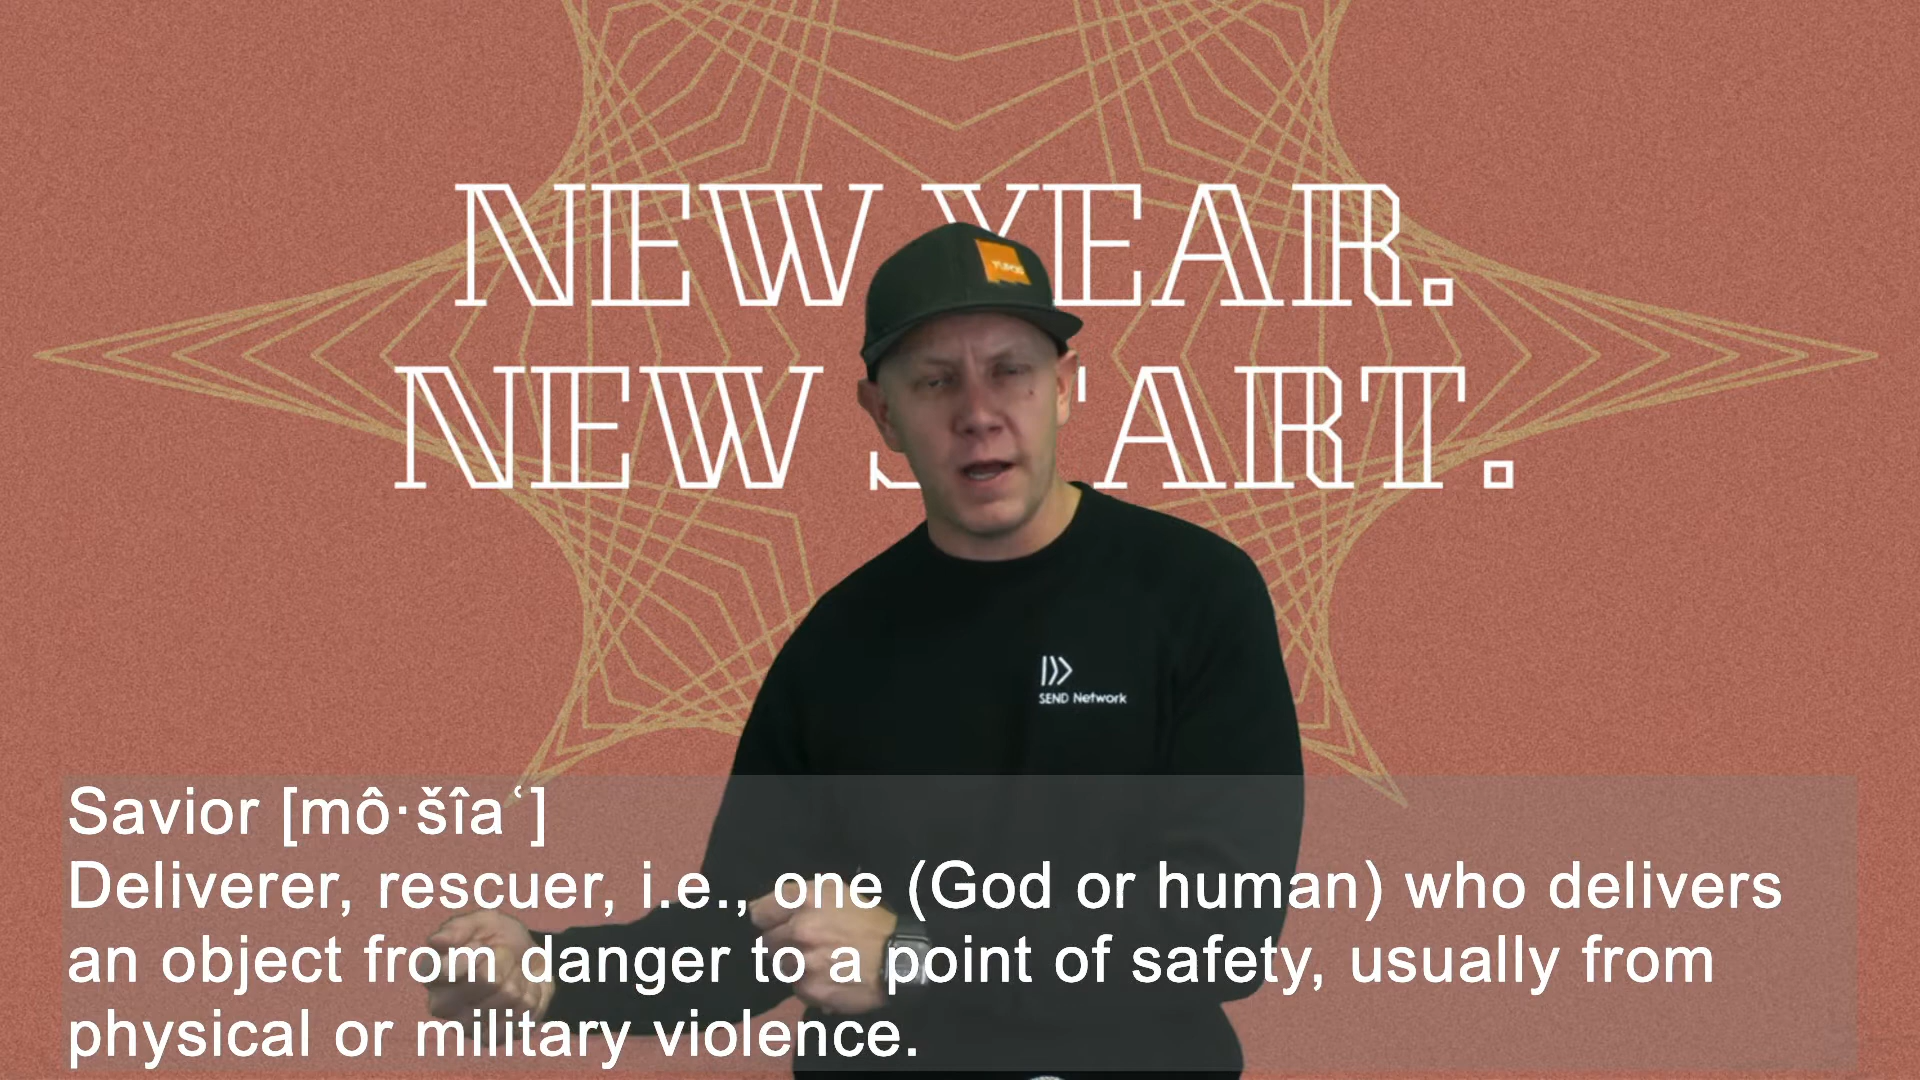 NEW YEAR.
NEW START.
SEND Network
Savior [mô·šîaʿ]
Deliverer, rescuer, i.e., one (God or human) who delivers
an object from danger to a point of safety, usually from
physical or military violence.